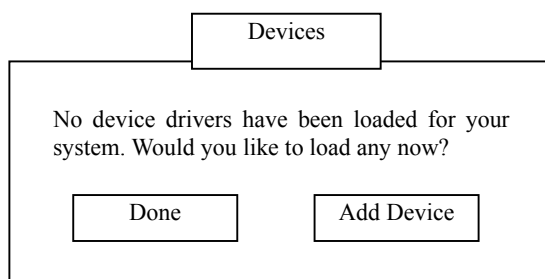 Devices
No device drivers have been loaded for your
system. Would you like to load any now?
Done
Add Device